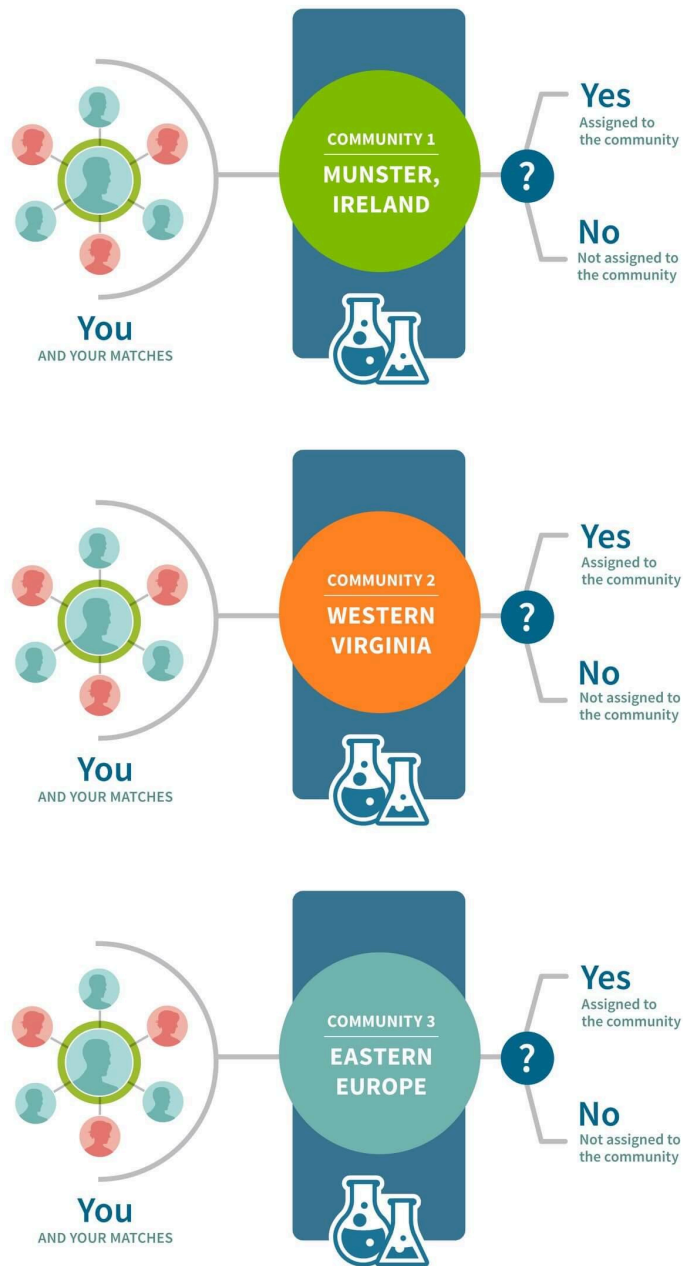 COMMUNITY 1
MUNSTER,
IRELAND
?
Yes
Assigned to
the community
No
Not assigned to
the community
You
AND YOUR MATCHES
COMMUNITY 2
WESTERN
VIRGINIA
?
Yes
Assigned to
the community
No
Not assigned to
the community
You
AND YOUR MATCHES
COMMUNITY 3
EASTERN
EUROPE
?
Yes
Assigned to
the community
No
Not assigned to
the community
You
AND YOUR MATCHES